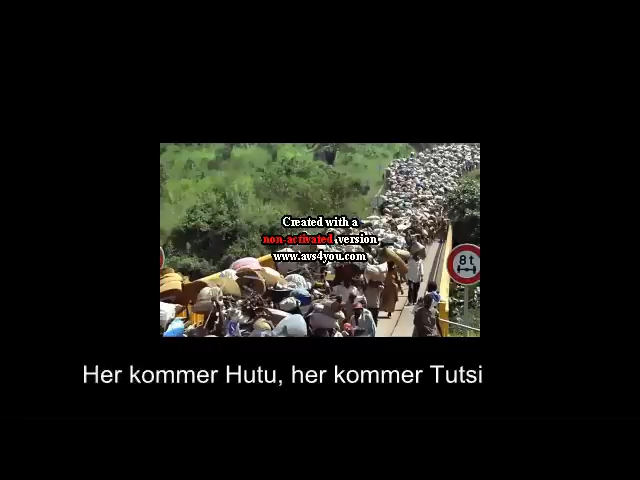 Created with a
non-activated version
www.avs4you.com
8t
Her kommer Hutu, her kommer Tutsi